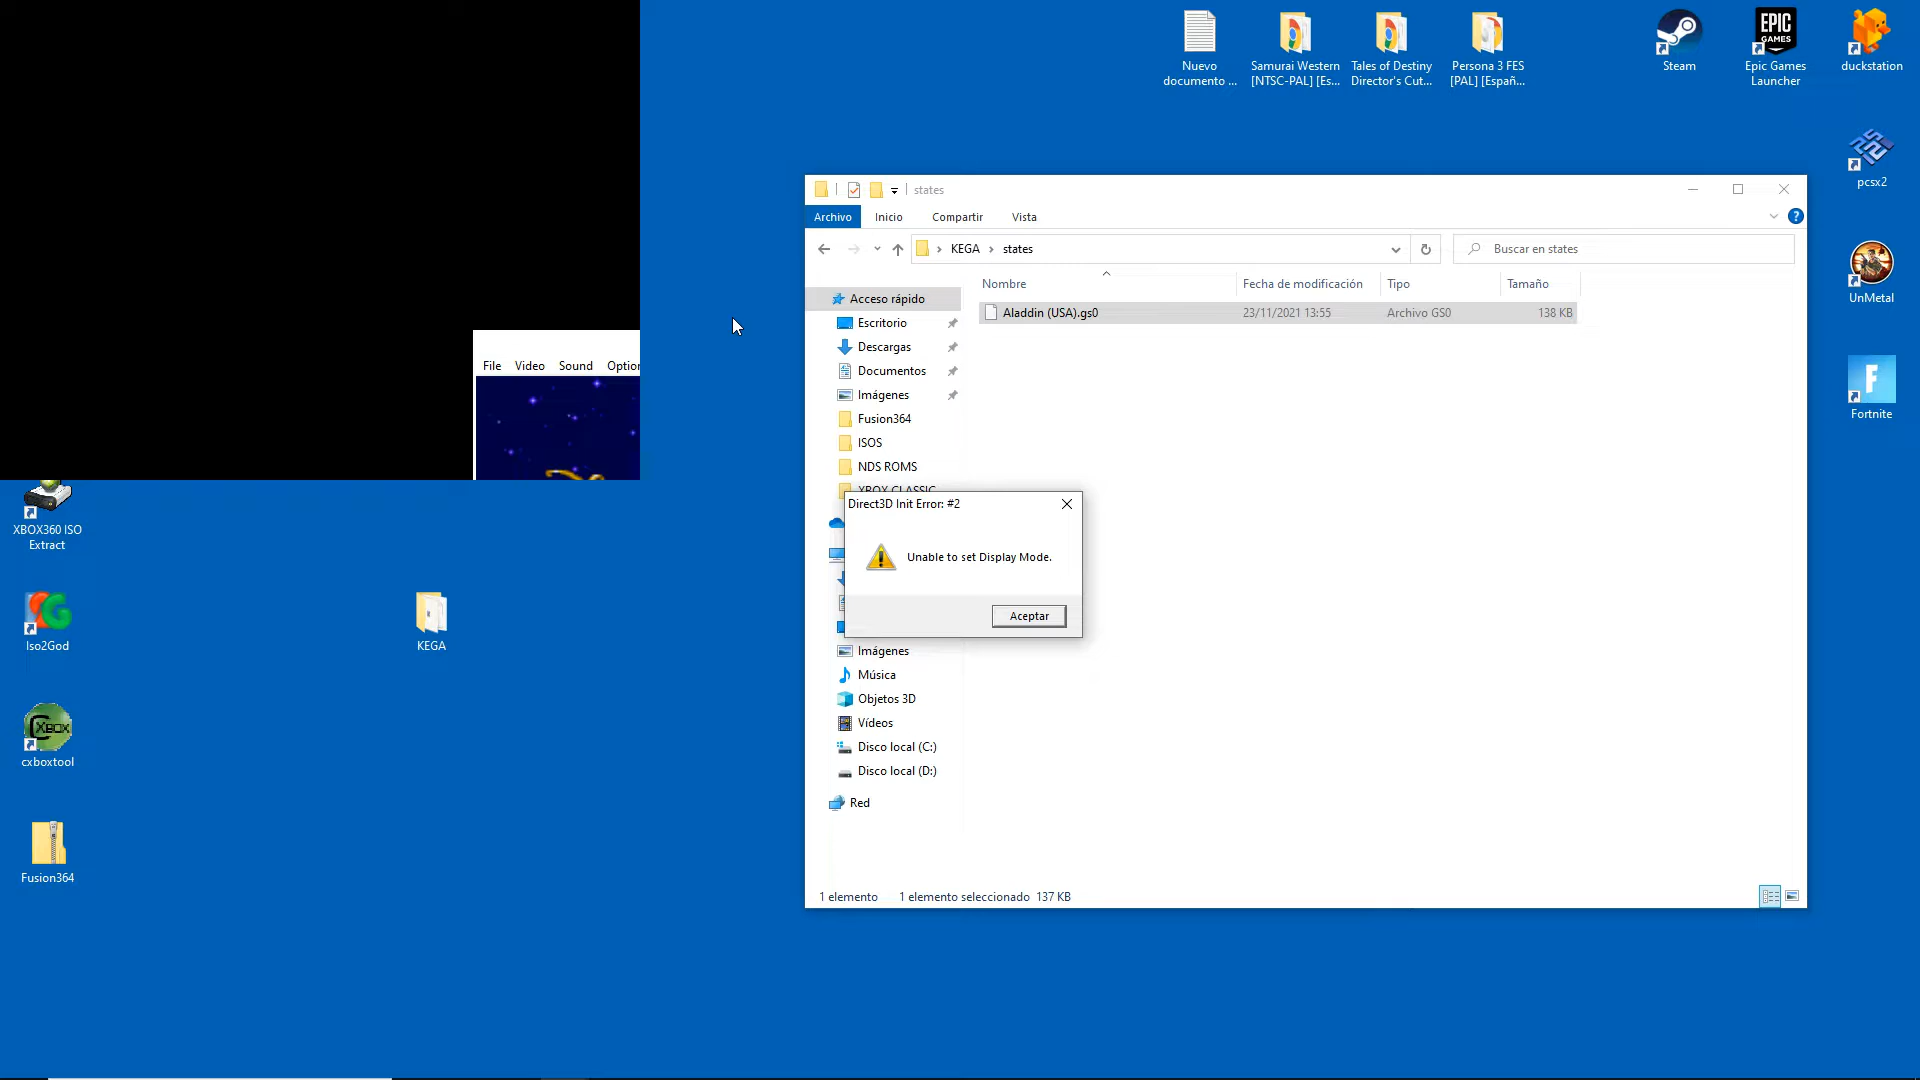 Nuevo
documento ...
Samurai Western
[NTSC-PAL] [Es...
Tales of Destiny
Director's Cut...
Persona 3 FES
[PAL] [Españ...
Steam
EPIC
GAMES
Epic Games
Launcher
duckstation
pcsx2
UnMetal
F
Fortnite
states
Archivo Inicio Compartir Vista
KEGA states
Buscar en states
Nombre Fecha de modificación Tipo Tamaño
Aladdin (USA).gs0 23/11/2021 13:55 Archivo GS0 138 KB
Acceso rápido
Escritorio
Descargas
Documentos
Imágenes
Fusion364
ISOS
NDS ROMS
XBOX CLASSIC
Direct3D Init Error: #2
Unable to set Display Mode.
Aceptar
Imágenes
Música
Objetos 3D
Vídeos
Disco local (C:)
Disco local (D:)
Red
1 elemento 1 elemento seleccionado 137 KB
File Video Sound Option
XBOX360 ISO
Extract
Iso2God
KEGA
CXBOX
cxboxtool
Fusion364